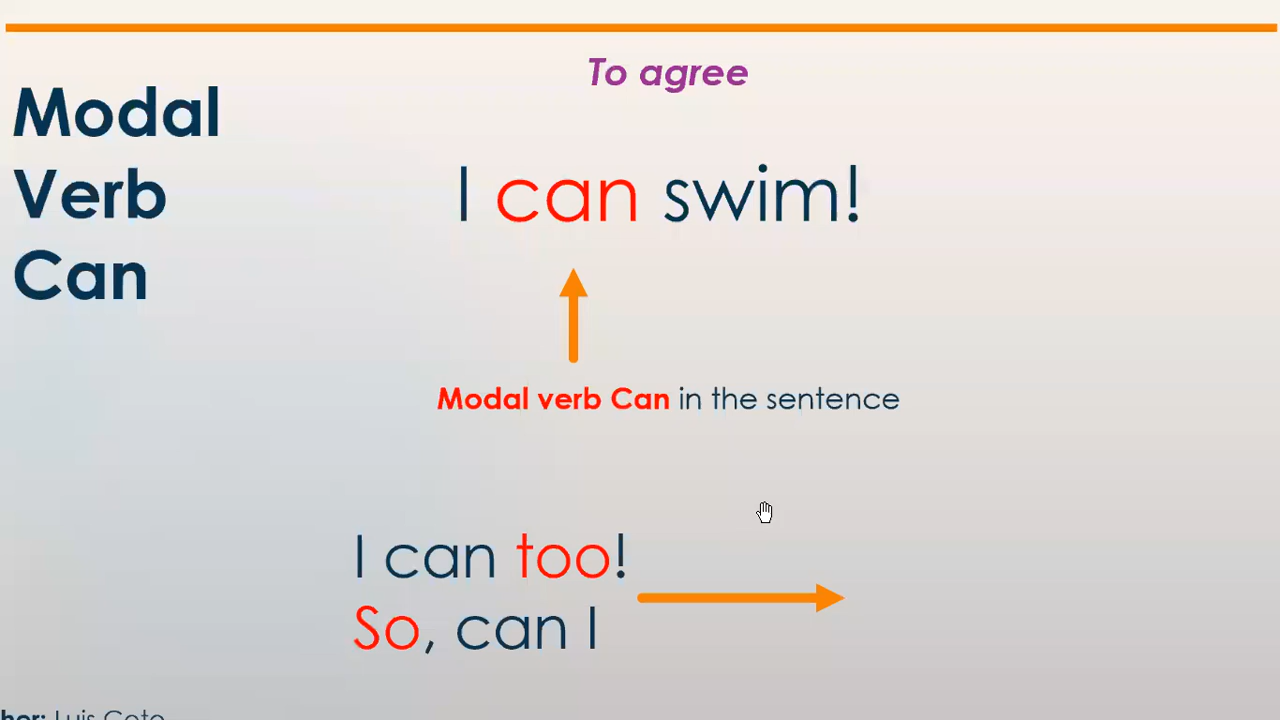 To agree
Modal
Verb
Can
I can swim!
Modal verb Can in the sentence
I can too!
So, can I